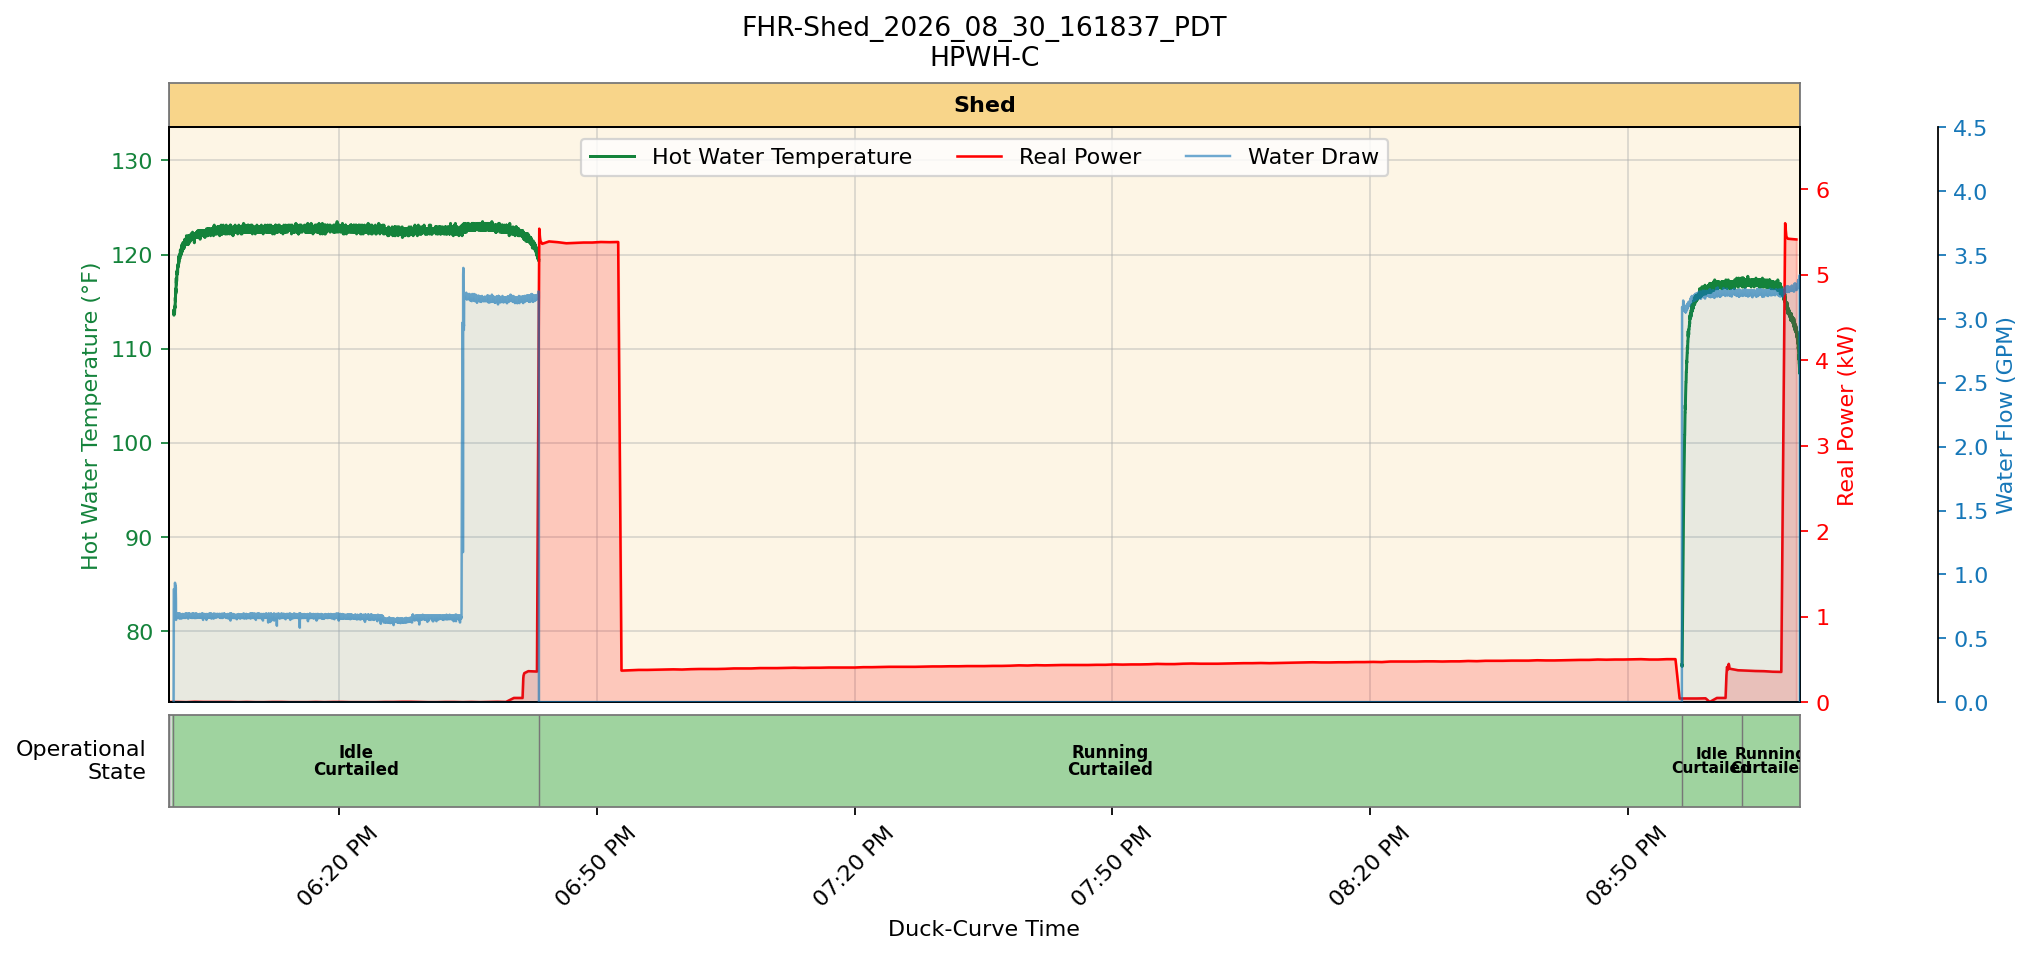 FHR-Shed_2026_08_30_161837_PDT
HPWH-C
Shed
Hot Water Temperature
Real Power
Water Draw
Hot Water Temperature (°F)
130
120
110
100
90
80
Real Power (kW)
6
5
4
3
2
1
0
Water Flow (GPM)
4.5
4.0
3.5
3.0
2.5
2.0
1.5
1.0
0.5
0.0
Operational
State
Idle
Curtailed
Running
Curtailed
Idle
Curtailed
Running
Curtailed
06:20 PM
06:50 PM
07:20 PM
07:50 PM
08:20 PM
08:50 PM
Duck-Curve Time